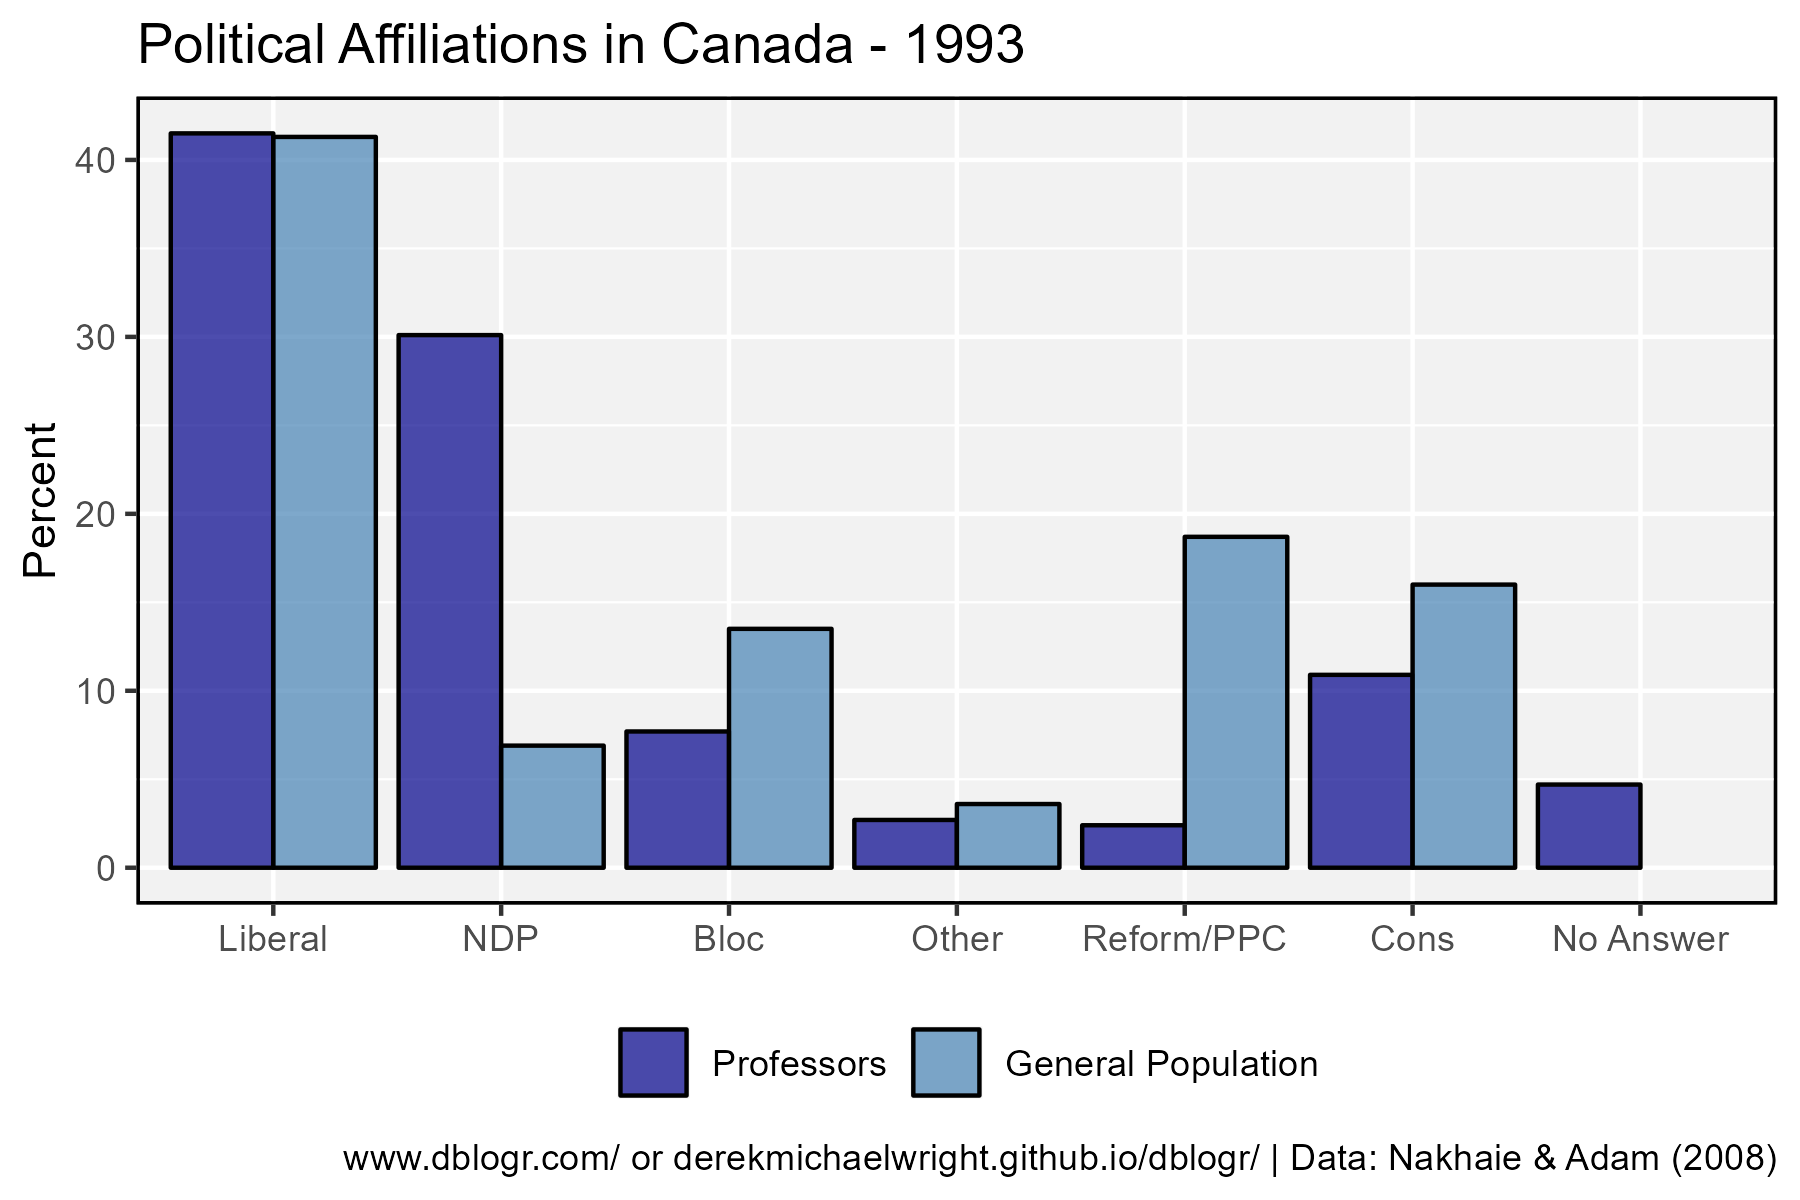 Political Affiliations in Canada - 1993
Percent
40
30
20
10
0
Liberal NDP Bloc Other Reform/PPC Cons No Answer
Professors General Population
www.dblogr.com/ or derekmichaelwright.github.io/dblogr/ | Data: Nakhaie & Adam (2008)